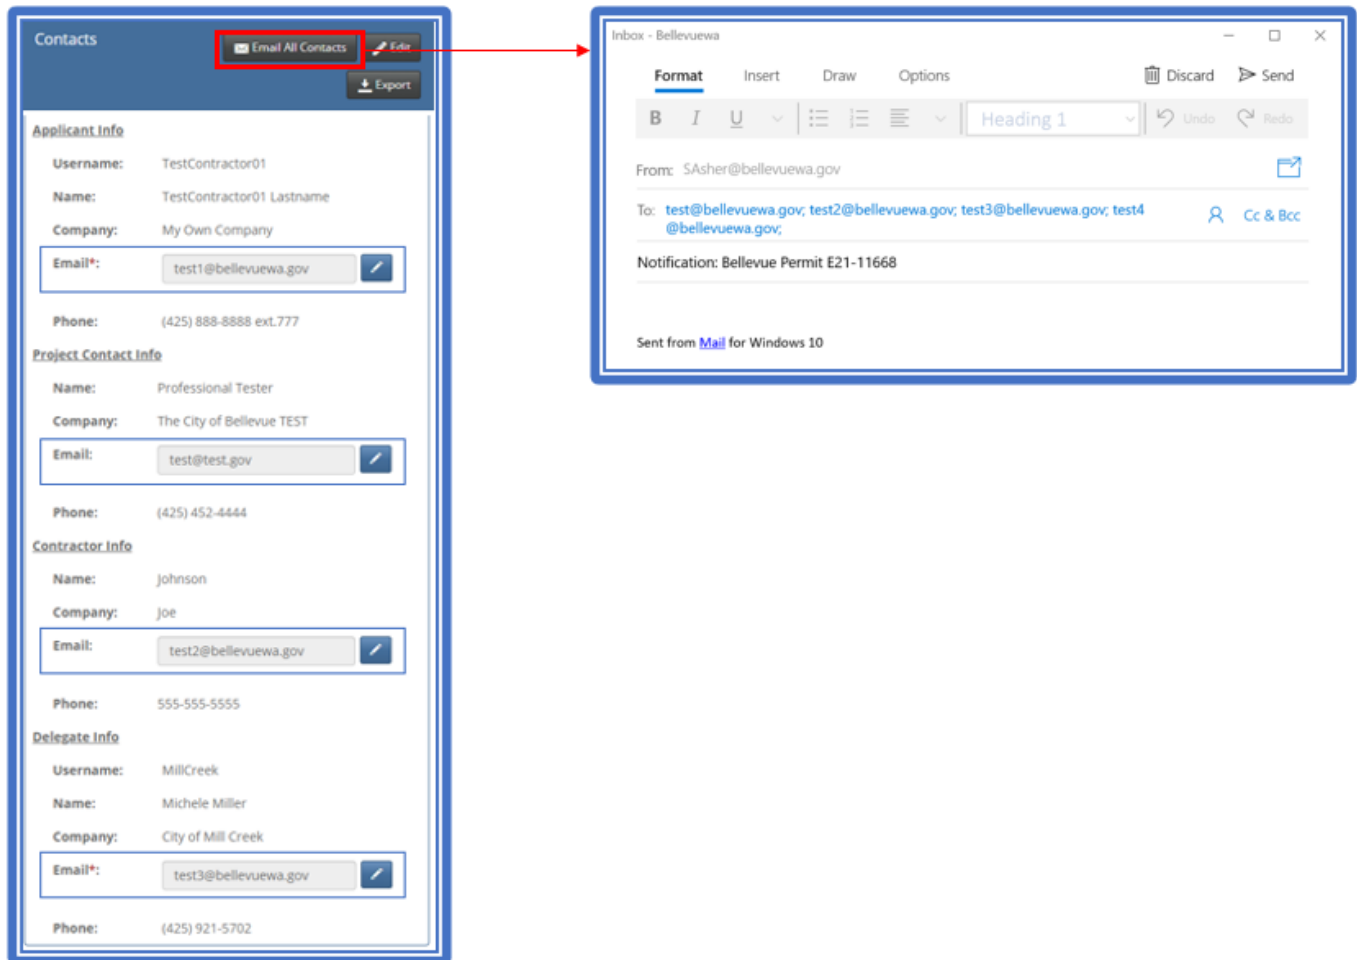 Contacts
Email All Contacts
Edit
Export
Applicant Info
Username: TestContractor01
Name: TestContractor01 Lastname
Company: My Own Company
Email*: test1@bellevuewa.gov
Phone: (425) 888-8888 ext.777
Project Contact Info
Name: Professional Tester
Company: The City of Bellevue TEST
Email: test@test.gov
Phone: (425) 452-4444
Contractor Info
Name: Johnson
Company: Joe
Email: test2@bellevuewa.gov
Phone: 555-555-5555
Delegate Info
Username: MillCreek
Name: Michele Miller
Company: City of Mill Creek
Email*: test3@bellevuewa.gov
Phone: (425) 921-5702
Inbox - Bellevuewa
Format Insert Draw Options Discard Send
B I U Heading 1 Undo Redo
From: SAsher@bellevuewa.gov
To: test@bellevuewa.gov; test2@bellevuewa.gov; test3@bellevuewa.gov; test4
@bellevuewa.gov; Cc & Bcc
Notification: Bellevue Permit E21-11668
Sent from Mail for Windows 10